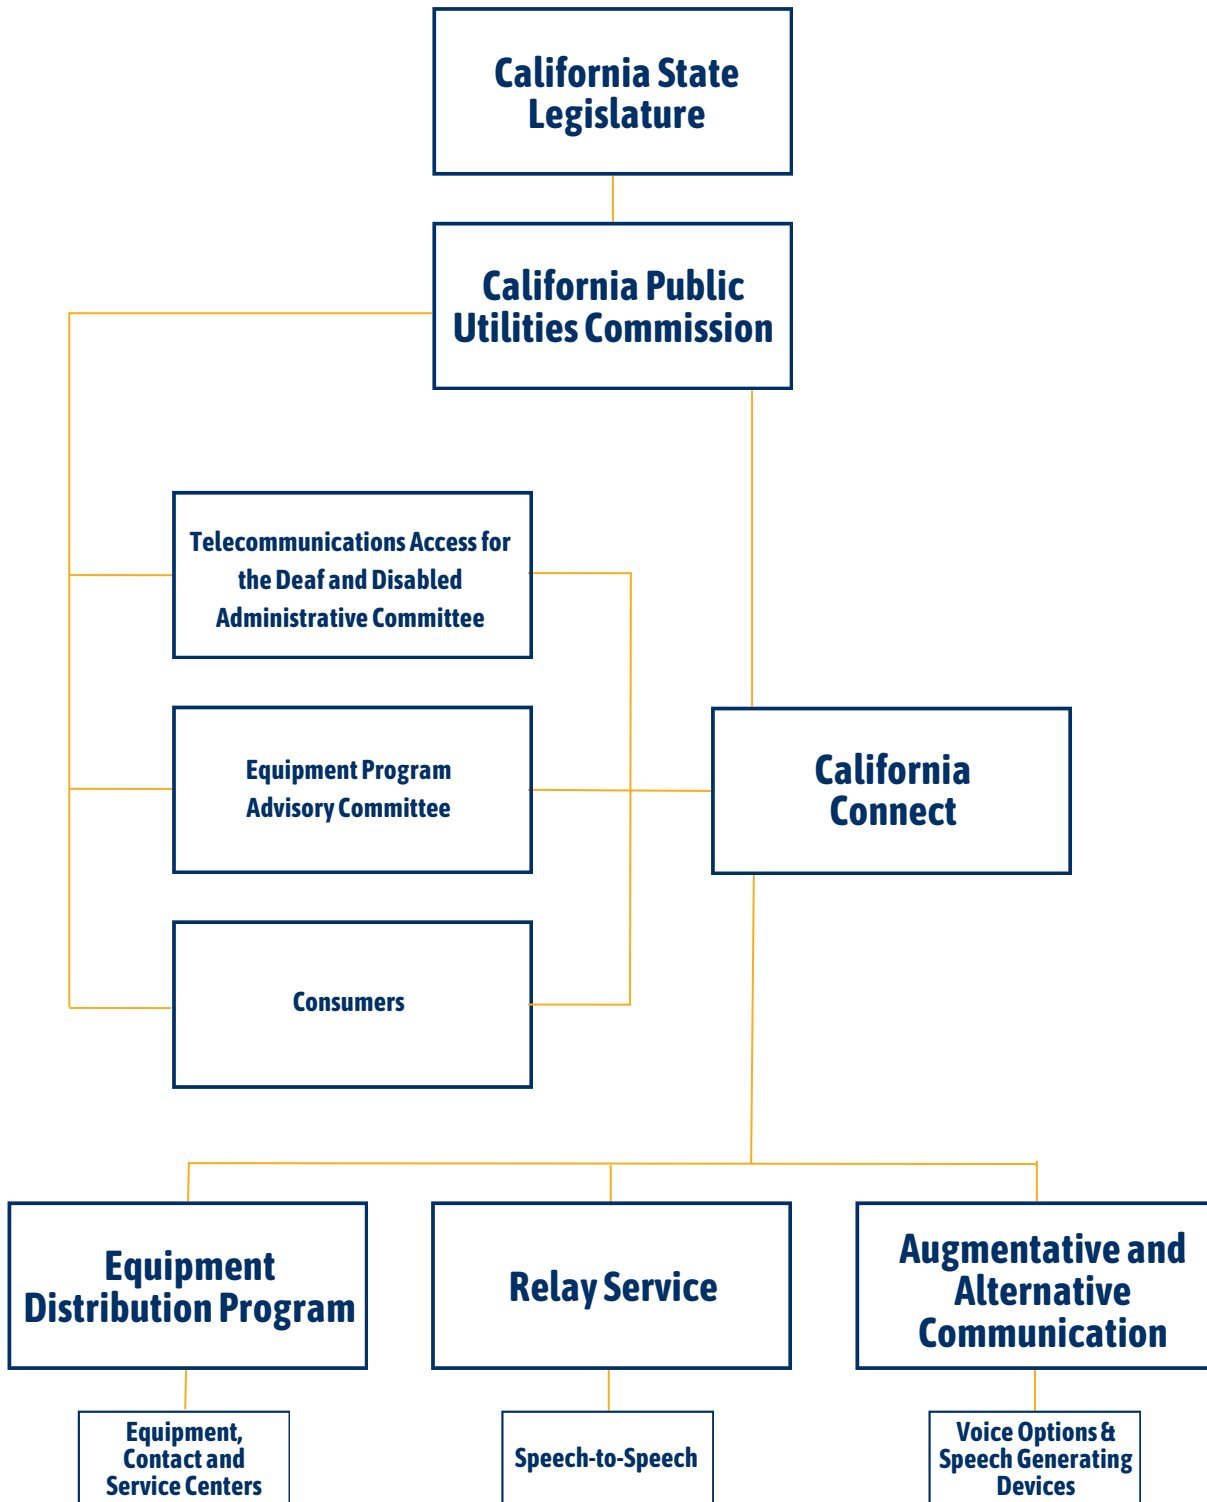 California State
Legislature
California Public
Utilities Commission
Telecommunications Access for
the Deaf and Disabled
Administrative Committee
Equipment Program
Advisory Committee
California
Connect
Consumers
Equipment
Distribution Program
Relay Service
Augmentative and
Alternative
Communication
Equipment,
Contact and
Service Centers
Speech-to-Speech
Voice Options &
Speech Generating
Devices